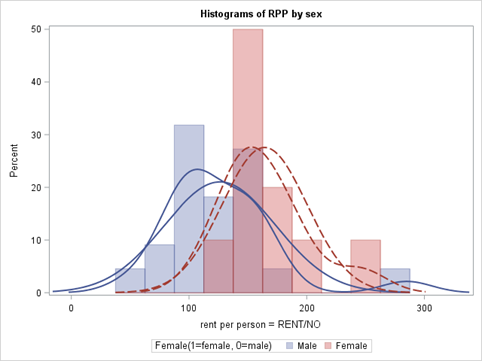 Histograms of RPP by sex
50
40
30
20
10
0
Percent
0 100 200 300
rent per person = RENT/NO
Female(1=female, 0=male) Male Female